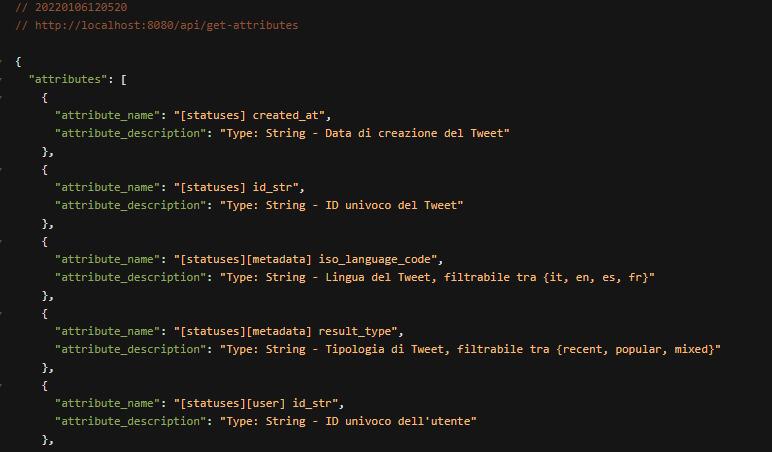 // 20220106120520
// http://localhost:8080/api/get-attributes
{
"attributes": [
{
"attribute_name": "[statuses] created_at",
"attribute_description": "Type: String - Data di creazione del Tweet"
},
{
"attribute_name": "[statuses] id_str",
"attribute_description": "Type: String - ID univoco del Tweet"
},
{
"attribute_name": "[statuses][metadata] iso_language_code",
"attribute_description": "Type: String - Lingua del Tweet, filtrabile tra {it, en, es, fr}"
},
{
"attribute_name": "[statuses][metadata] result_type",
"attribute_description": "Type: String - Tipologia di Tweet, filtrabile tra {recent, popular, mixed}"
},
{
"attribute_name": "[statuses][user] id_str",
"attribute_description": "Type: String - ID univoco dell'utente"
},